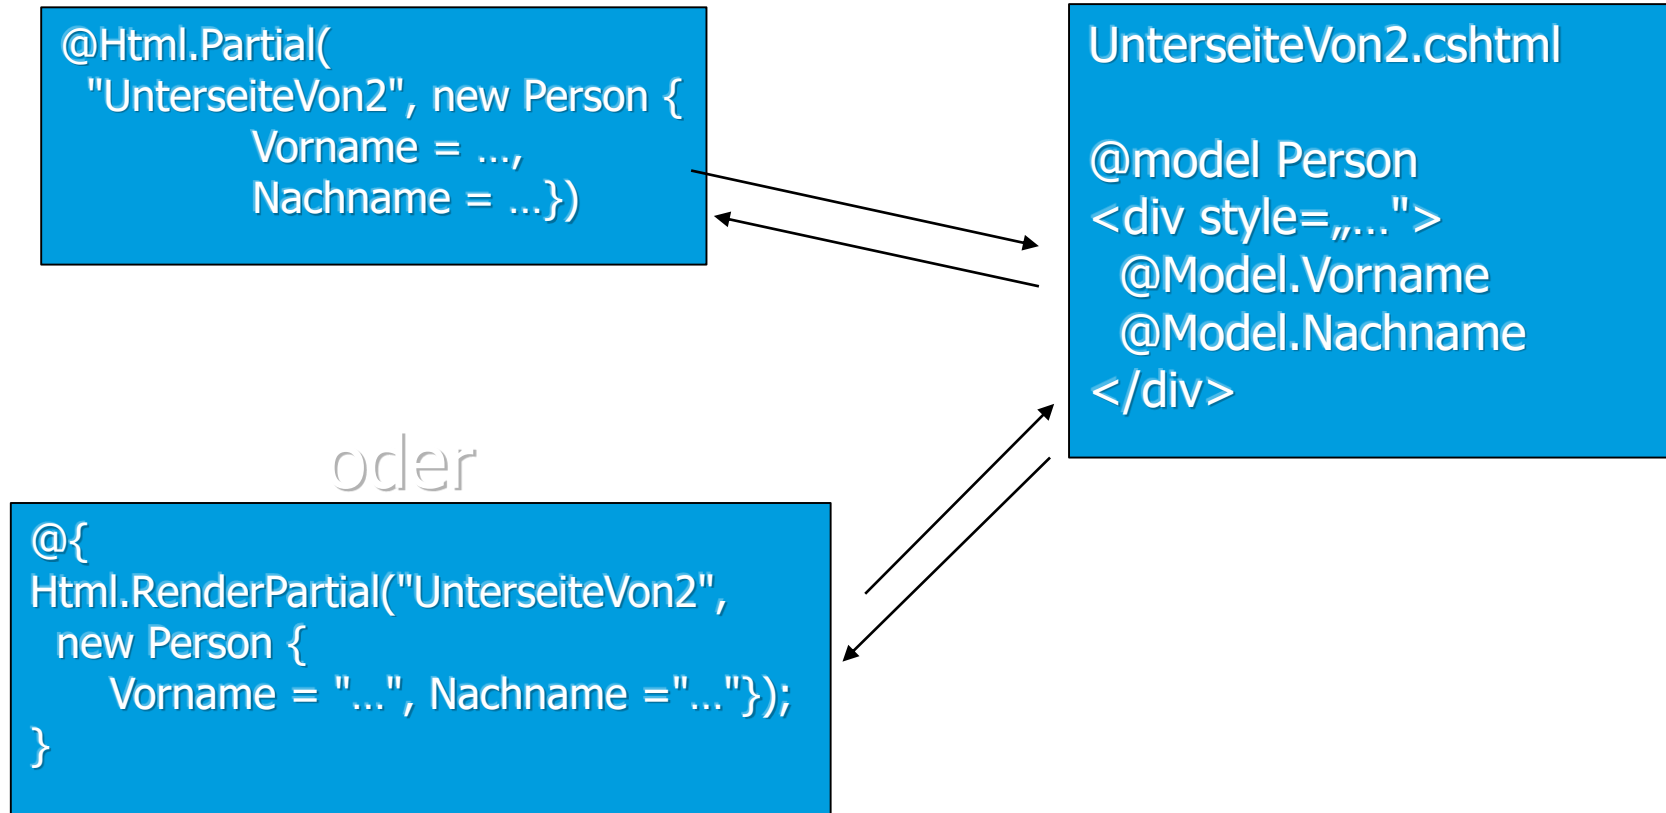 @Html.Partial(
"UnterseiteVon2", new Person {
Vorname = …,
Nachname = …})
oder
@{
Html.RenderPartial("UnterseiteVon2",
new Person {
Vorname = "…", Nachname ="…"});
}
UnterseiteVon2.cshtml
@model Person
<div style=„…">
@Model.Vorname
@Model.Nachname
</div>